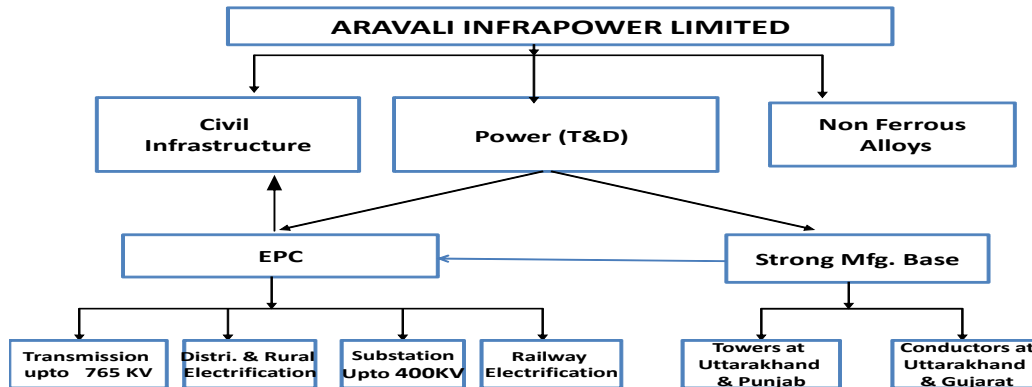 ARAVALI INFRAPOWER LIMITED
Civil
Infrastructure
Power (T&D)
Non Ferrous
Alloys
EPC
Strong Mfg. Base
Transmission
upto 765 KV
Distri. & Rural
Electrification
Substation
Upto 400KV
Railway
Electrification
Towers at
Uttarakhand
& Punjab
Conductors at
Uttarakhand
& Gujarat